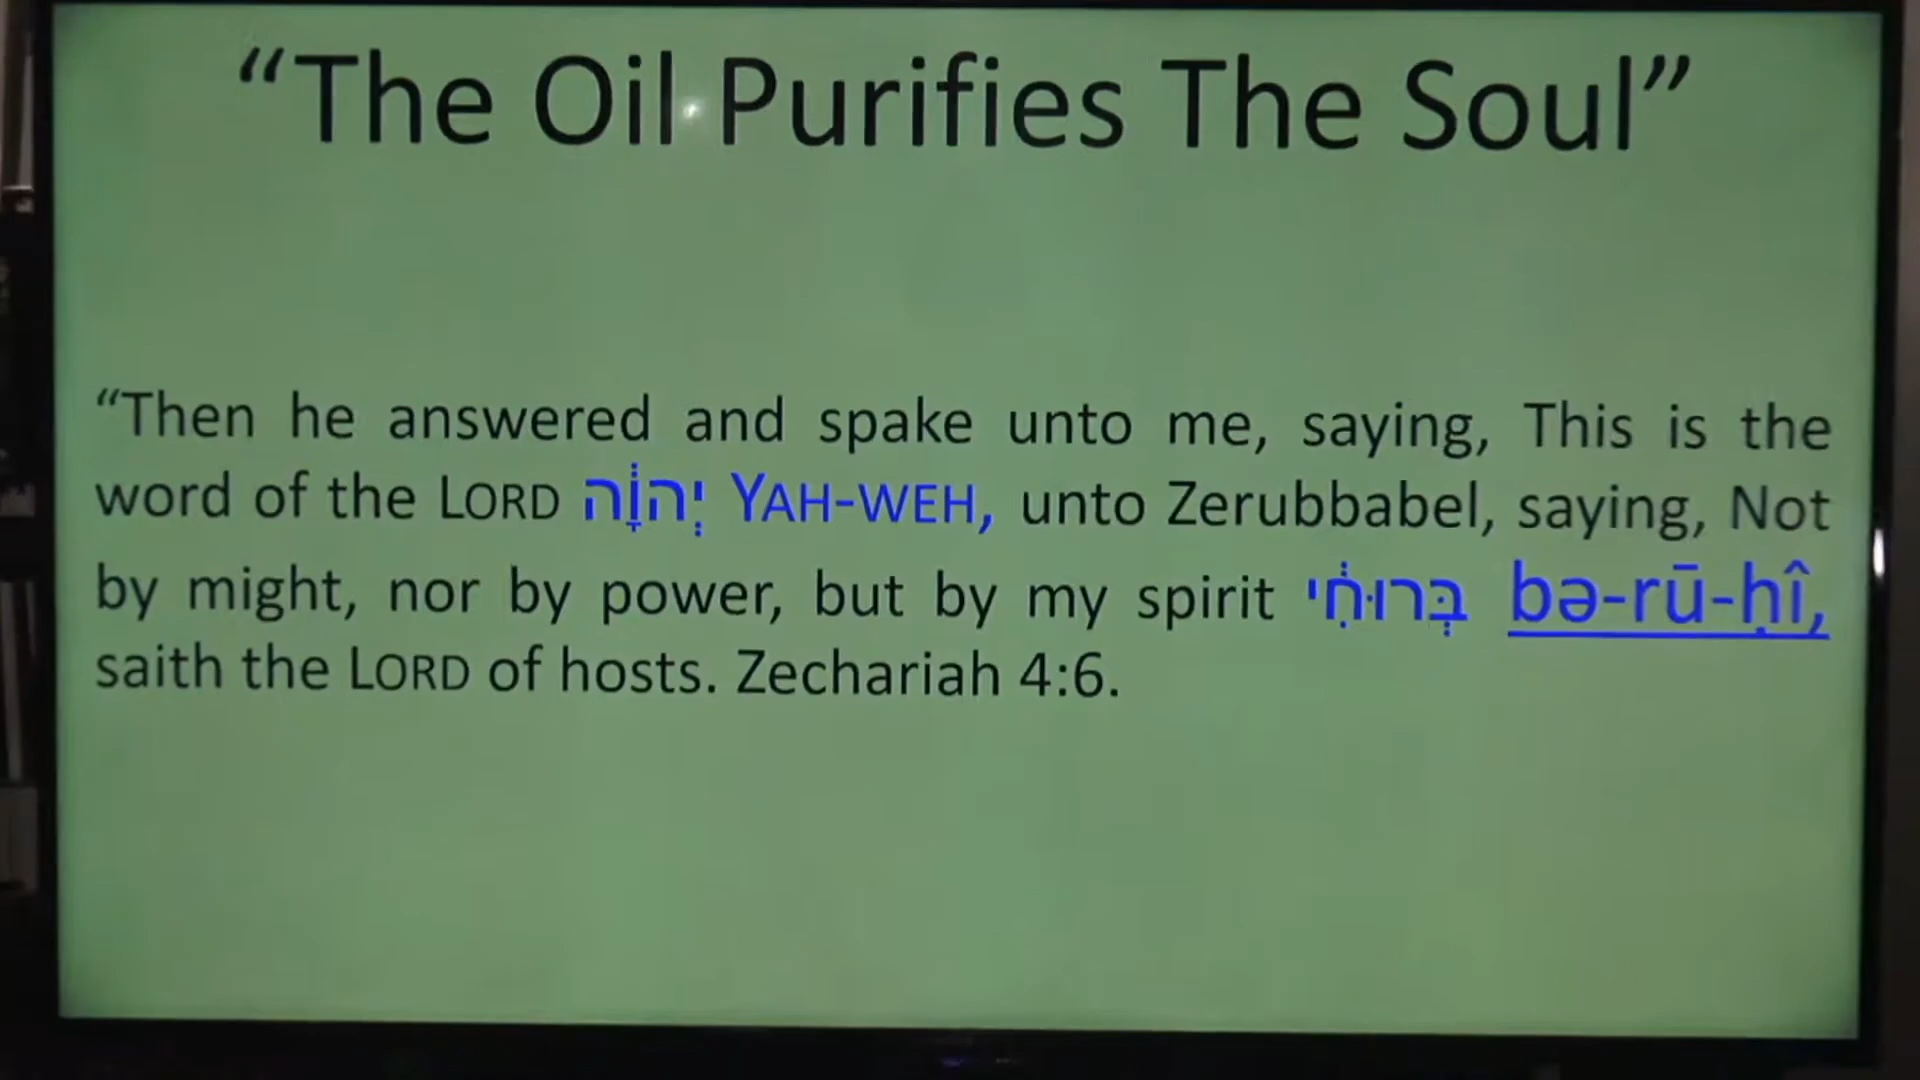 “The Oil Purifies The Soul”
“Then he answered and spake unto me, saying, This is the
word of the LORD יְהוָ֔ה YAH-WEH, unto Zerubbabel, saying, Not
by might, nor by power, but by my spirit בְּרוּחִ֔י bə-rū-ḥî,
saith the LORD of hosts. Zechariah 4:6.